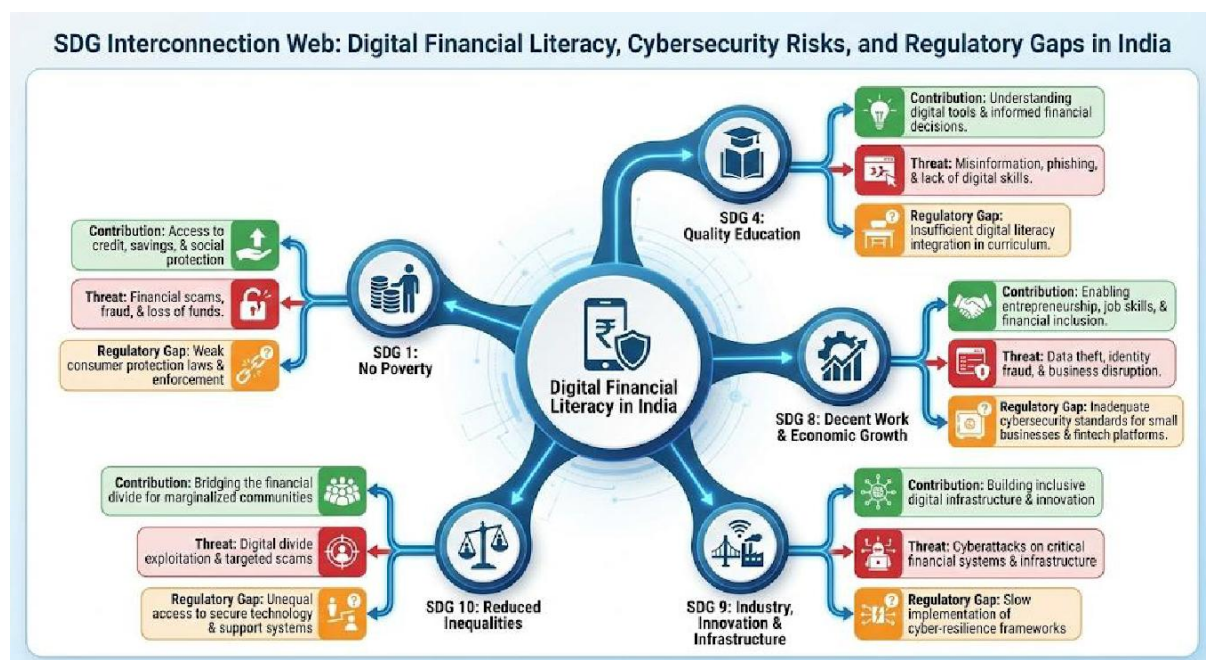 SDG Interconnection Web: Digital Financial Literacy, Cybersecurity Risks, and Regulatory Gaps in India
Contribution: Understanding
digital tools & informed financial
decisions.
Threat: Misinformation, phishing,
& lack of digital skills.
Regulatory Gap:
Insufficient digital literacy
integration in curriculum.
SDG 4:
Quality Education
Contribution: Access to
credit, savings, & social
protection
Threat: Financial scams,
fraud, & loss of funds.
Regulatory Gap: Weak
consumer protection laws &
enforcement
SDG 1:
No Poverty
₹
Digital Financial
Literacy in India
Contribution: Enabling
entrepreneurship, job skills, &
financial inclusion.
Threat: Data theft, identity
fraud, & business disruption.
Regulatory Gap: Inadequate
cybersecurity standards for small
businesses & fintech platforms.
SDG 8: Decent Work
& Economic Growth
Contribution: Bridging the financial
divide for marginalized communities
Threat: Digital divide
exploitation & targeted scams
Regulatory Gap: Unequal
access to secure technology
& support systems
SDG 10: Reduced
Inequalities
Contribution: Building inclusive
digital infrastructure & innovation
Threat: Cyberattacks on critical
financial systems & infrastructure
Regulatory Gap: Slow
implementation of
cyber-resilience frameworks
SDG 9: Industry,
Innovation &
Infrastructure